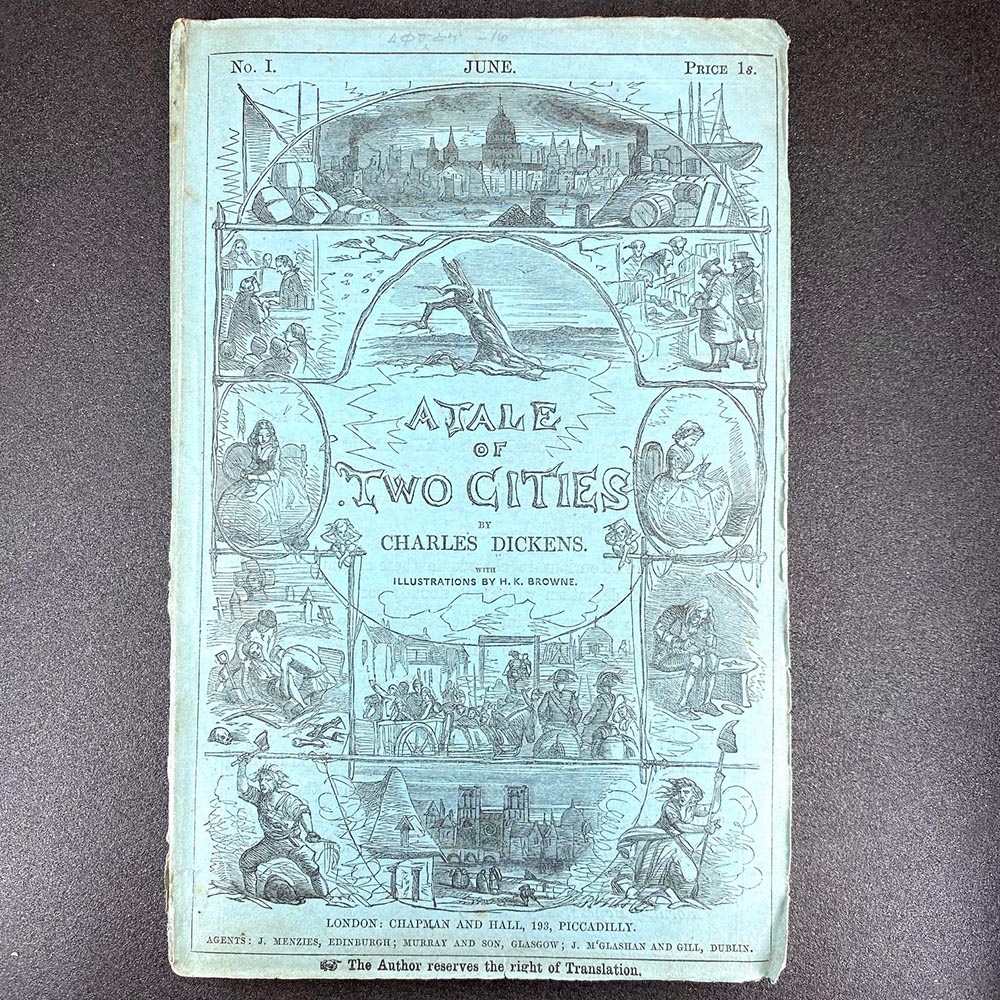 No. I. JUNE. PRICE 1s.
A TALE
OF
TWO CITIES
BY
CHARLES DICKENS.
WITH
ILLUSTRATIONS BY H. K. BROWNE.
LONDON: CHAPMAN AND HALL, 193, PICCADILLY.
AGENTS: J. MENZIES, EDINBURGH; MURRAY AND SON, GLASGOW; J. M‘GLASHAN AND GILL, DUBLIN.
☞ The Author reserves the right of Translation.